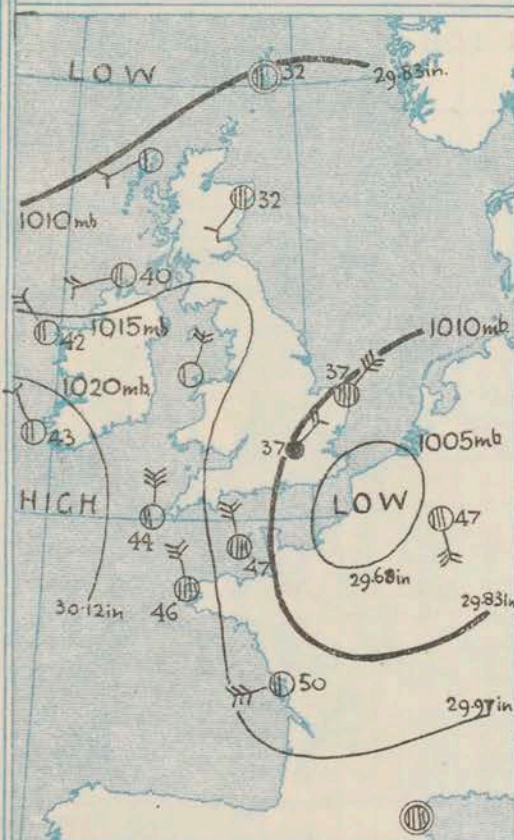 LOW
32
29.83in.
32
1010mb
40
42
1015mb
1010mb
1020mb
37
43
37
1005mb
HIGH
LOW
47
44
47
29.68in
46
30.12in
29.83in
50
29.97in